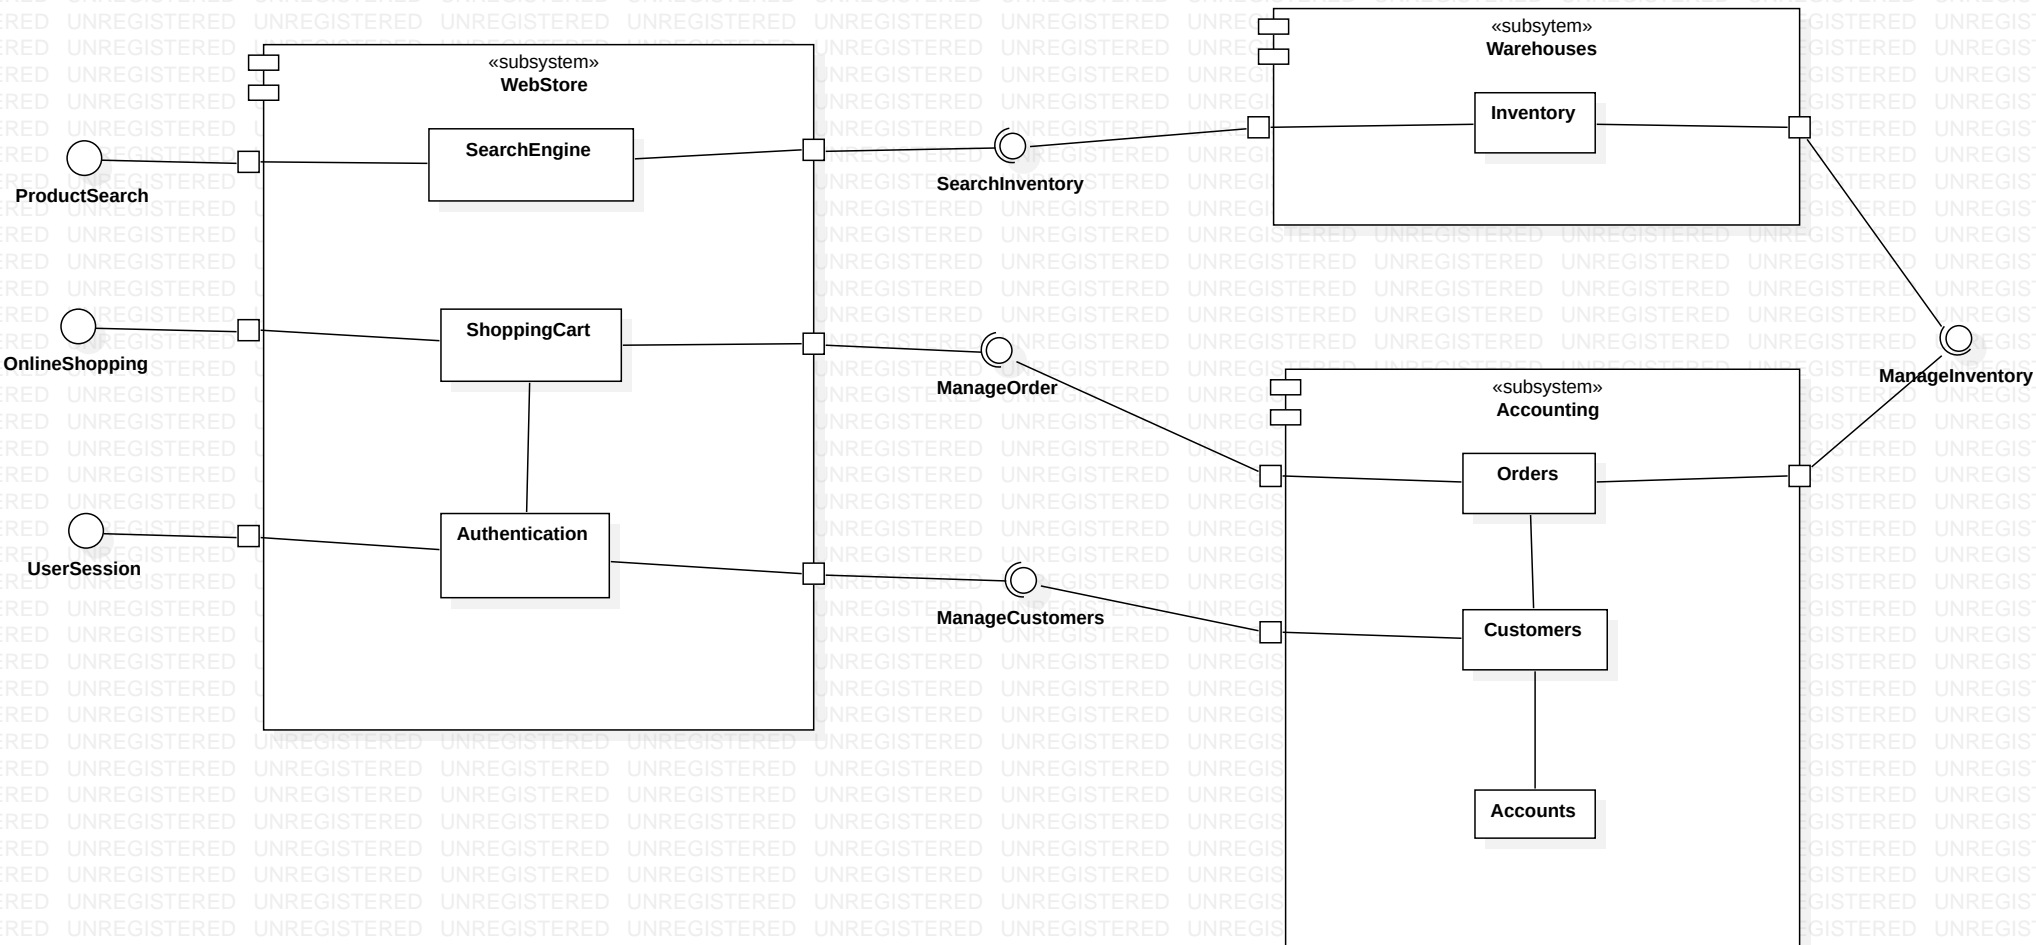 «subsystem»
WebStore
SearchEngine
ShoppingCart
Authentication
ProductSearch
OnlineShopping
UserSession
SearchInventory
ManageOrder
ManageCustomers
«subsytem»
Warehouses
Inventory
ManageInventory
«subsystem»
Accounting
Orders
Customers
Accounts
UNREGISTERED